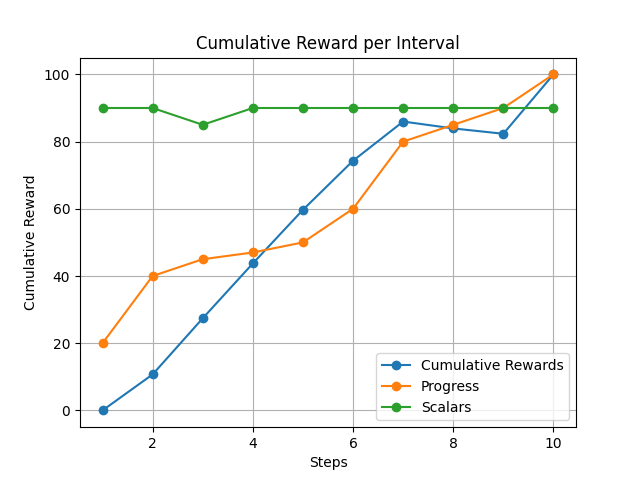 Cumulative Reward per Interval
Cumulative Reward
100
80
60
40
20
0
2
4
6
8
10
Steps
Cumulative Rewards
Progress
Scalars